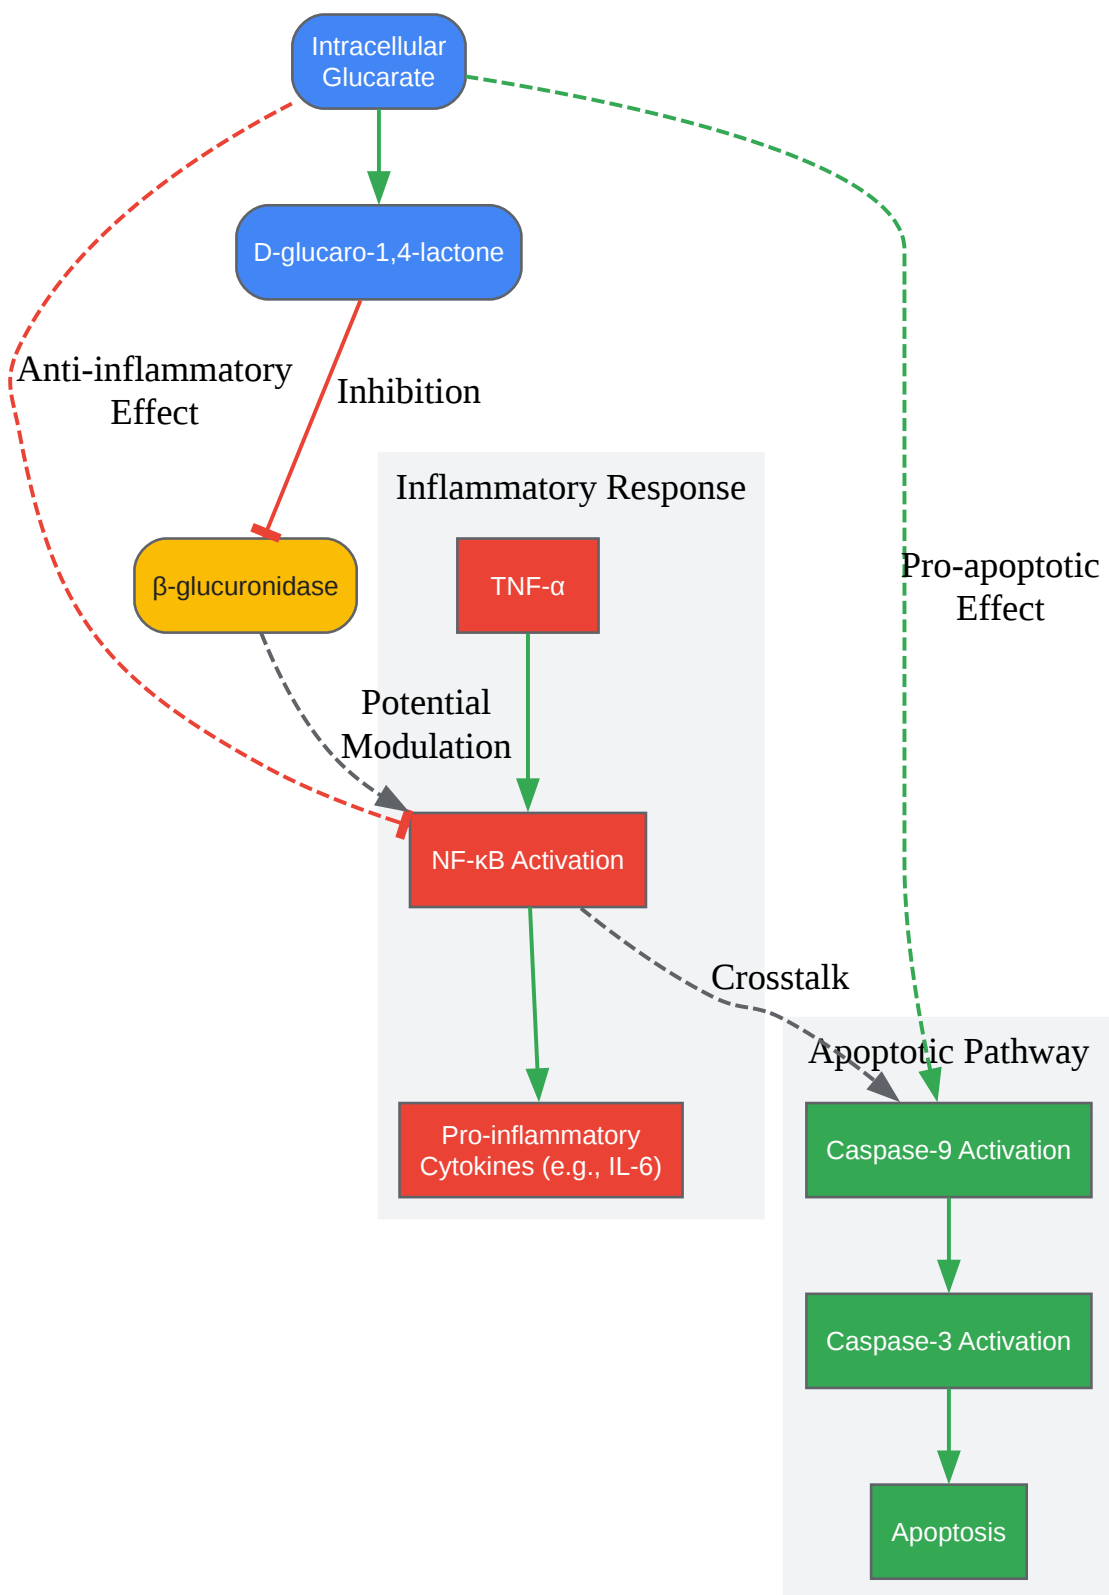 Intracellular
Glucarate
D-glucaro-1,4-lactone
Anti-inflammatory
Effect
Inhibition
Inflammatory Response
β-glucuronidase
TNF-α
Pro-apoptotic
Effect
Potential
Modulation
NF-κB Activation
Crosstalk
Apoptotic Pathway
Pro-inflammatory
Cytokines (e.g., IL-6)
Caspase-9 Activation
Caspase-3 Activation
Apoptosis